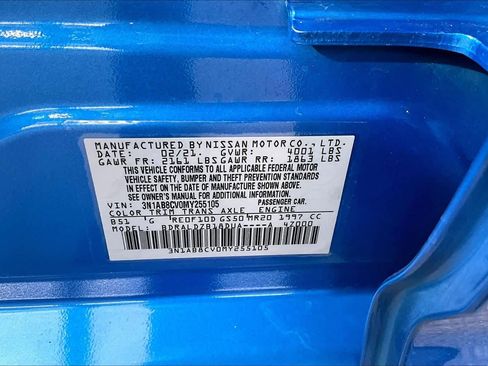 MANUFACTURED BY NISSAN MOTOR CO., LTD.
DATE: 02/21. GVWR: 4001 LBS
GAWR FR: 2161 LBS GAWR RR: 1863 LBS
THIS VEHICLE CONFORMS TO ALL APPLICABLE FEDERAL MOTOR
VEHICLE SAFETY, BUMPER AND THEFT PREVENTION STANDARDS
IN EFFECT ON THE DATE OF MANUFACTURE SHOWN ABOVE.
SEE OWNER'S MANUAL FOR ADDITIONAL INFORMATION.
VIN: 3N1AB8CV0MY255105 PASSENGER CAR.
COLOR TRIM TRANS AXLE ENGINE
B51 G RE0F10D GS50 MR20 1997 CC
MODEL: BDRALDZB18DUA----A 47000
3N1AB8CV0MY255105